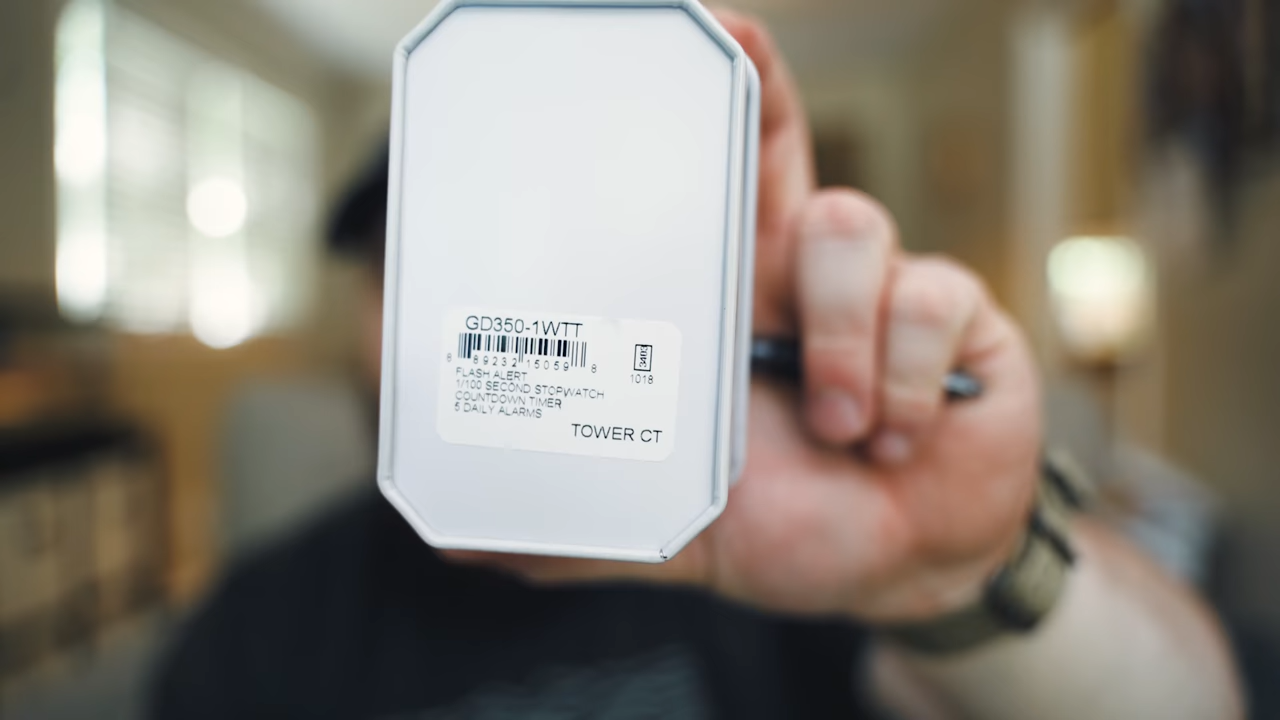 GD350-1WTT
8 89232 15059 8
FLASH ALERT
1/100 SECOND STOPWATCH
COUNTDOWN TIMER
5 DAILY ALARMS
1018
TOWER CT